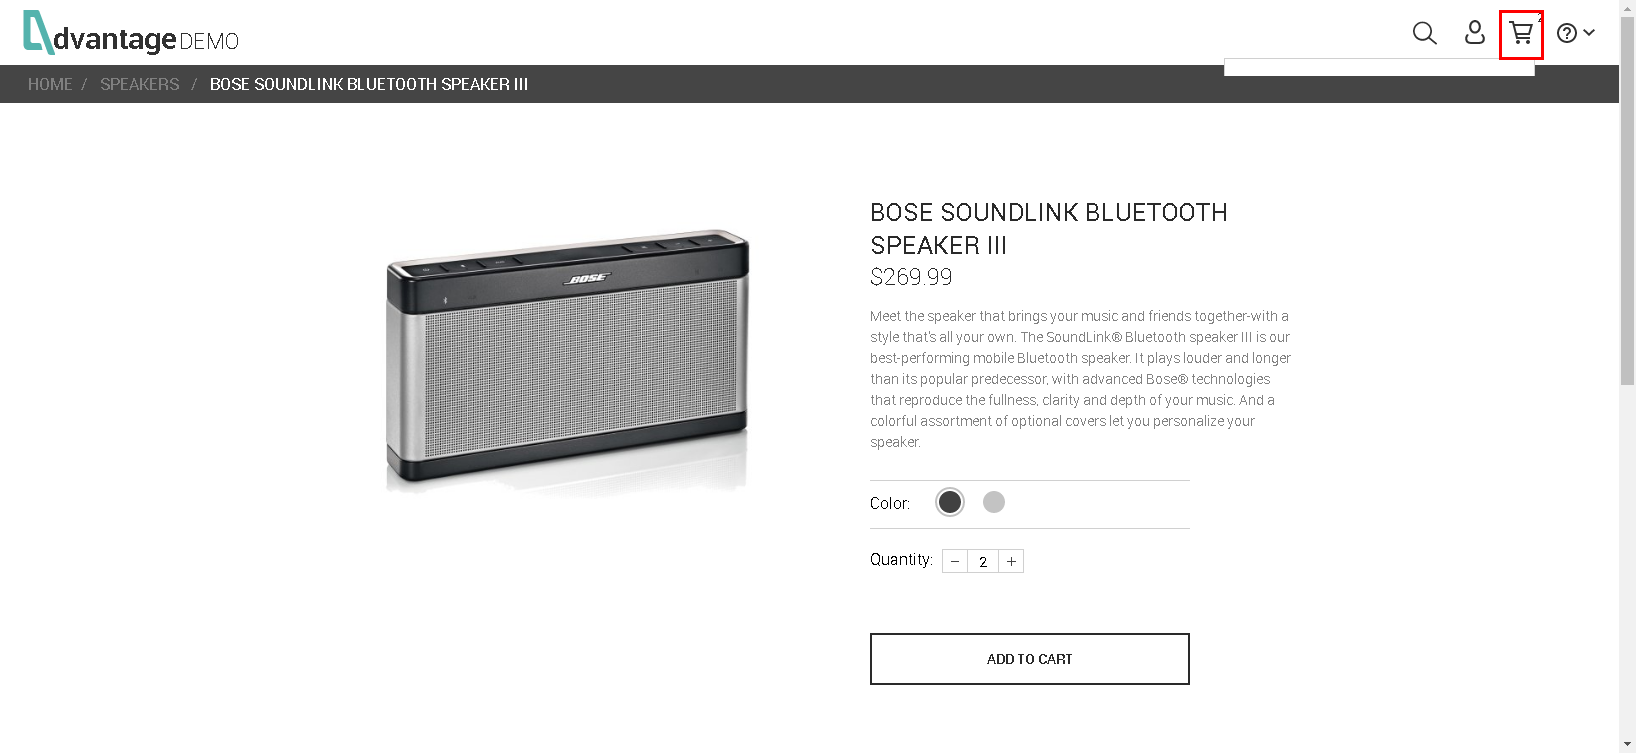 dvantage DEMO
2
HOME / SPEAKERS / BOSE SOUNDLINK BLUETOOTH SPEAKER III
BOSE
BOSE SOUNDLINK BLUETOOTH
SPEAKER III
$269.99
Meet the speaker that brings your music and friends together-with a
style that's all your own. The SoundLink® Bluetooth speaker III is our
best-performing mobile Bluetooth speaker. It plays louder and longer
than its popular predecessor, with advanced Bose® technologies
that reproduce the fullness, clarity and depth of your music. And a
colorful assortment of optional covers let you personalize your
speaker.
Color:
Quantity: − 2 +
ADD TO CART